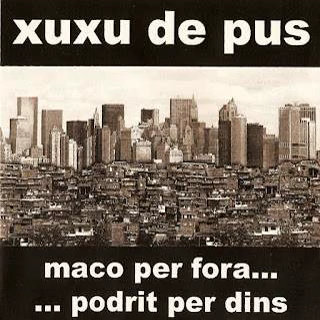 xuxu de pus
maco per fora...
... podrit per dins